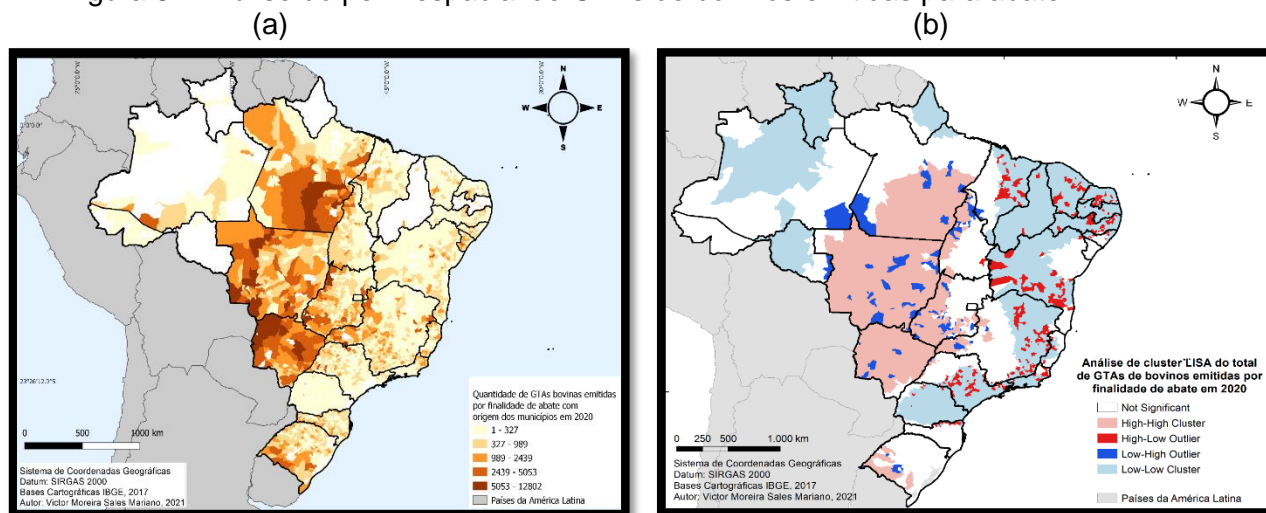 (a)
(b)
N
W
E
S
Quantidade de GTAs bovinas emitidas
por finalidade de abate com
origem dos municípios em 2020
1 - 327
327 - 989
989 - 2439
2439 - 5053
5053 - 12802
Países da América Latina
0
500
1000 km
Sistema de Coordenadas Geográficas
Datum: SIRGAS 2000
Bases Cartográficas IBGE, 2017
Autor: Victor Moreira Sales Mariano, 2021
N
W
E
S
Análise de cluster LISA do total
de GTAs de bovinos emitidas por
finalidade de abate em 2020
Not Significant
High-High Cluster
High-Low Outlier
Low-High Outlier
Low-Low Cluster
Países da América Latina
0 250 500 1.000 km
Sistema de Coordenadas Geográficas
Datum: SIRGAS 2000
Bases Cartográficas IBGE, 2017
Autor: Victor Moreira Sales Mariano, 2021